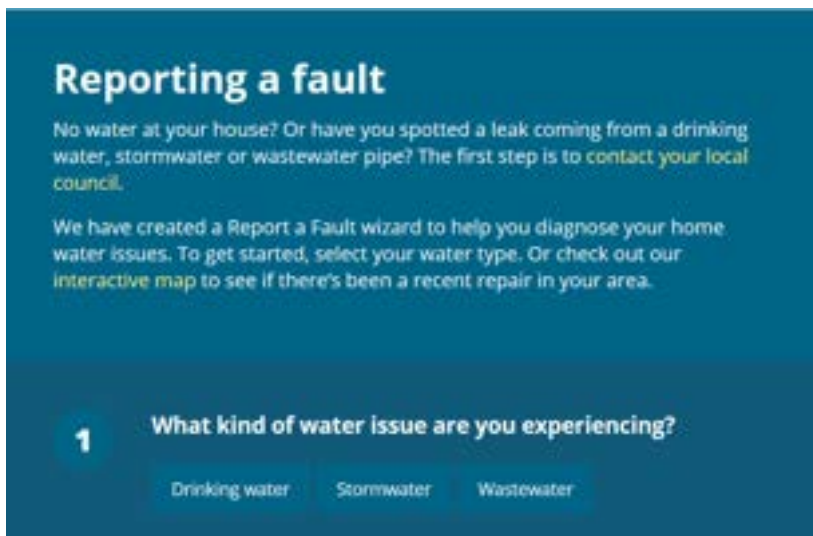 Reporting a fault
No water at your house? Or have you spotted a leak coming from a drinking
water, stormwater or wastewater pipe? The first step is to contact your local
council.
We have created a Report a Fault wizard to help you diagnose your home
water issues. To get started, select your water type. Or check out our
interactive map to see if there's been a recent repair in your area.
1
What kind of water issue are you experiencing?
Drinking water Stormwater Wastewater